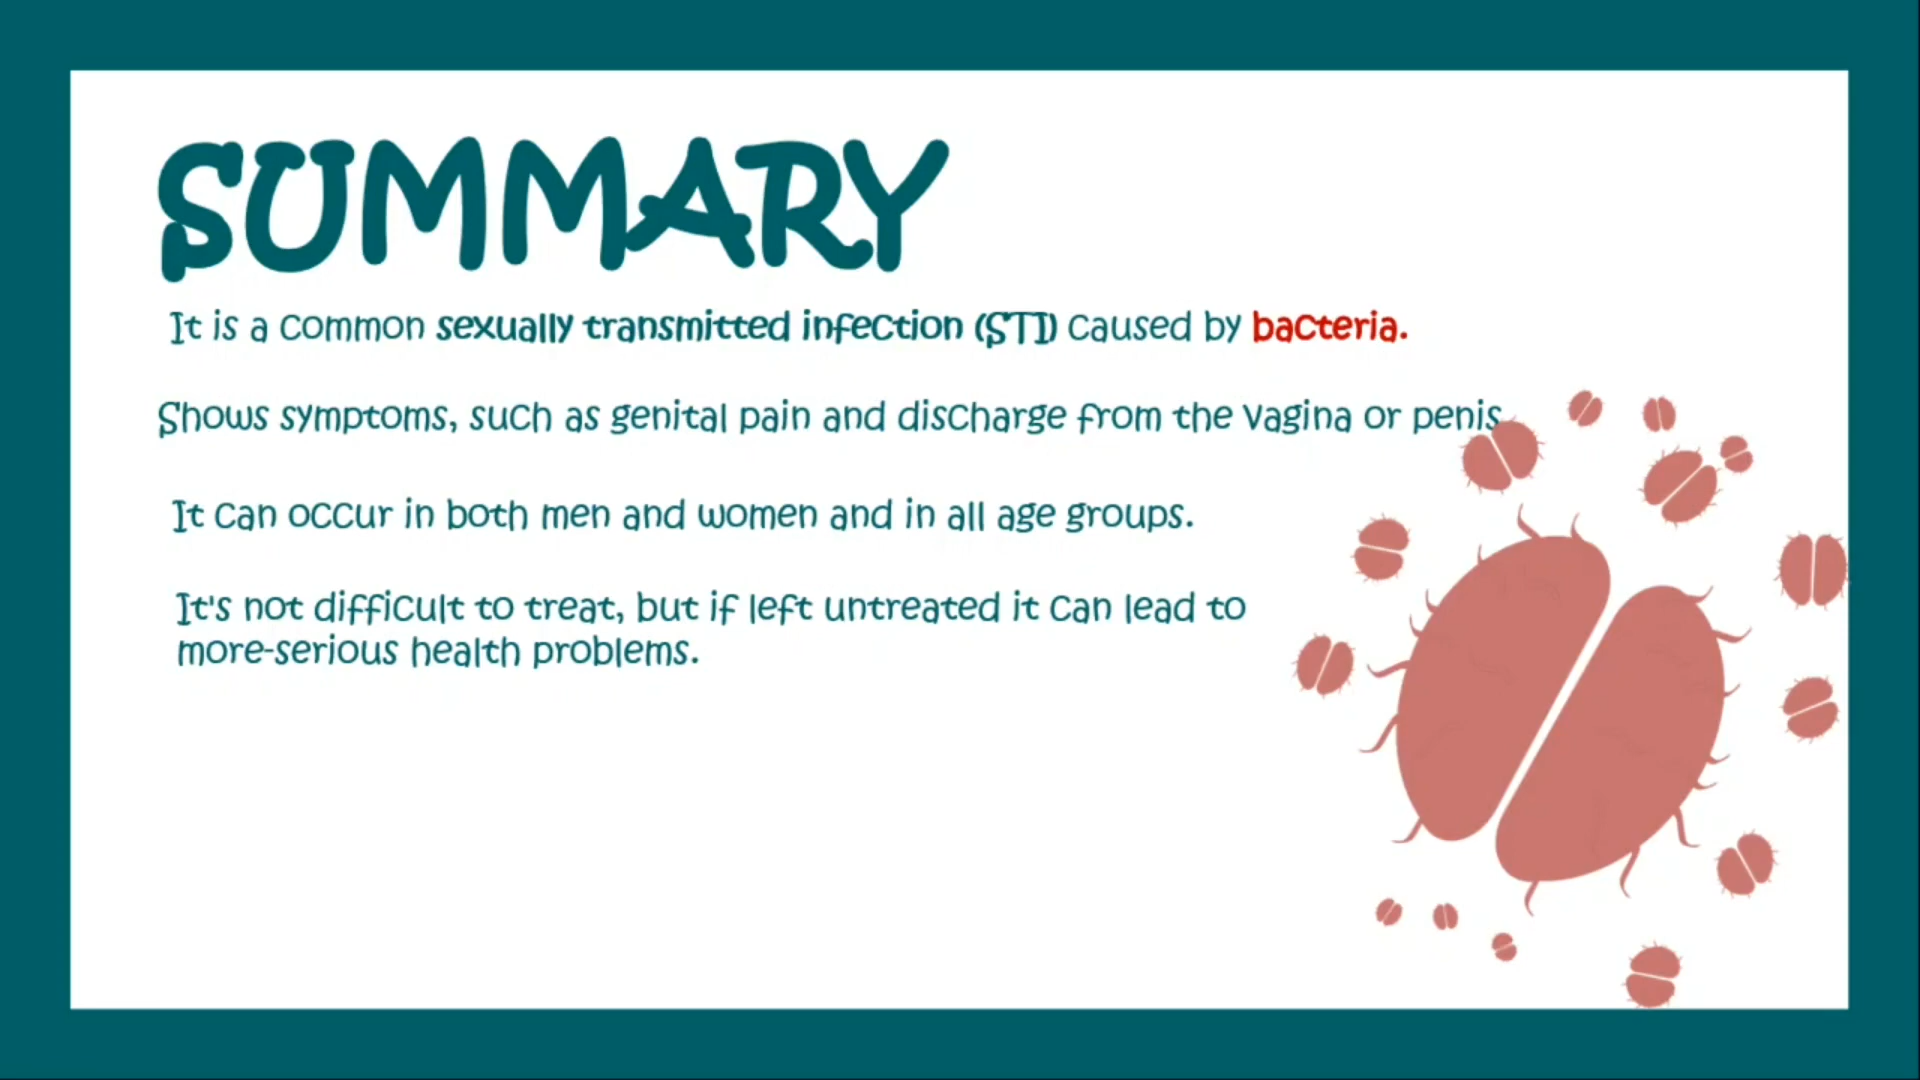 SUMMARY
It is a common sexually transmitted infection (STI) caused by bacteria.
Shows symptoms, such as genital pain and discharge from the vagina or penis
It can occur in both men and women and in all age groups.
It's not difficult to treat, but if left untreated it can lead to
more-serious health problems.